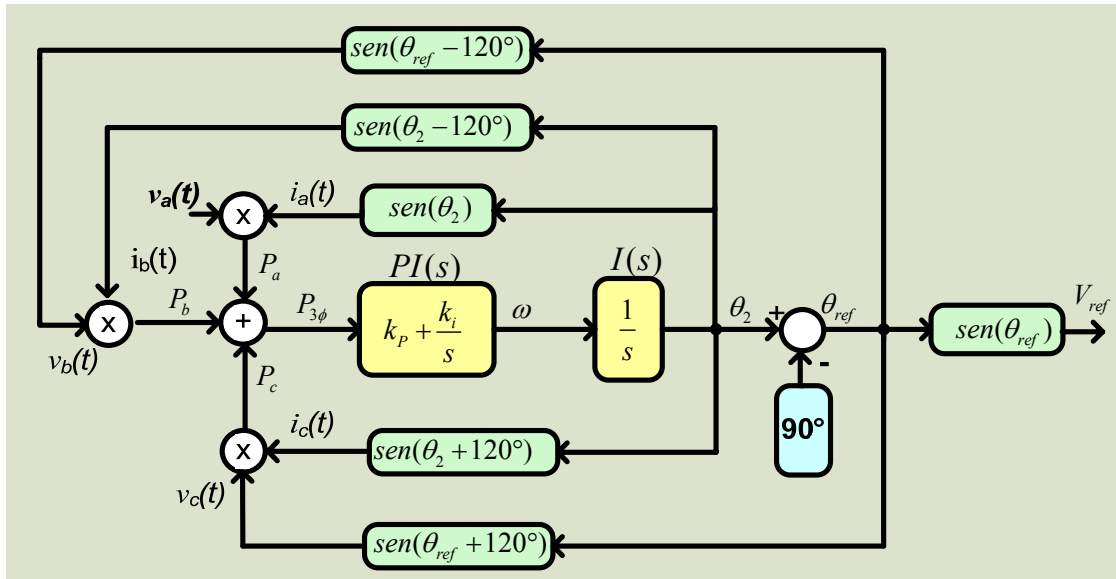 sen(θref −120°)
sen(θ2 −120°)
va(t)
x
ia(t)
sen(θ2)
ib(t)
Pa
PI(s)
I(s)
x
Pb
+
P3ϕ
kP + ki/s
ω
1/s
θ2
+
θref
sen(θref)
Vref
vb(t)
Pc
-
90°
x
ic(t)
sen(θ2 +120°)
vc(t)
sen(θref +120°)